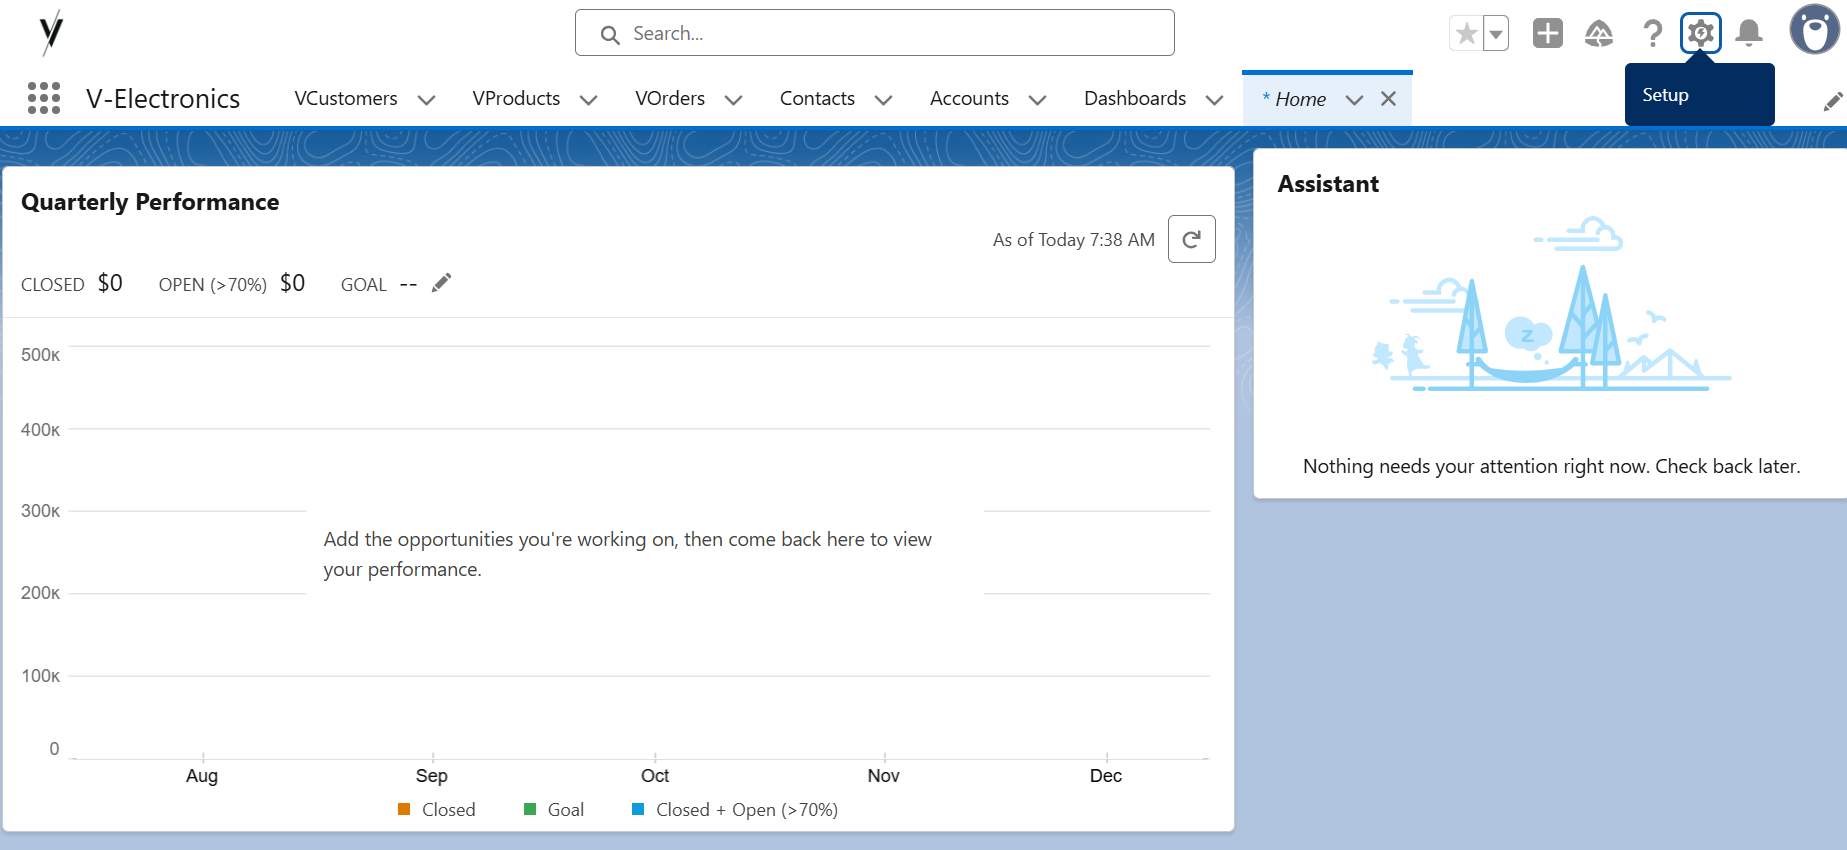 Search...
V-Electronics
VCustomers
VProducts
VOrders
Contacts
Accounts
Dashboards
* Home
Setup
Quarterly Performance
As of Today 7:38 AM
CLOSED $0 OPEN (>70%) $0 GOAL --
500K
400K
300K
200K
100K
0
Add the opportunities you're working on, then come back here to view
your performance.
Aug Sep Oct Nov Dec
Closed Goal Closed + Open (>70%)
Assistant
z
Nothing needs your attention right now. Check back later.